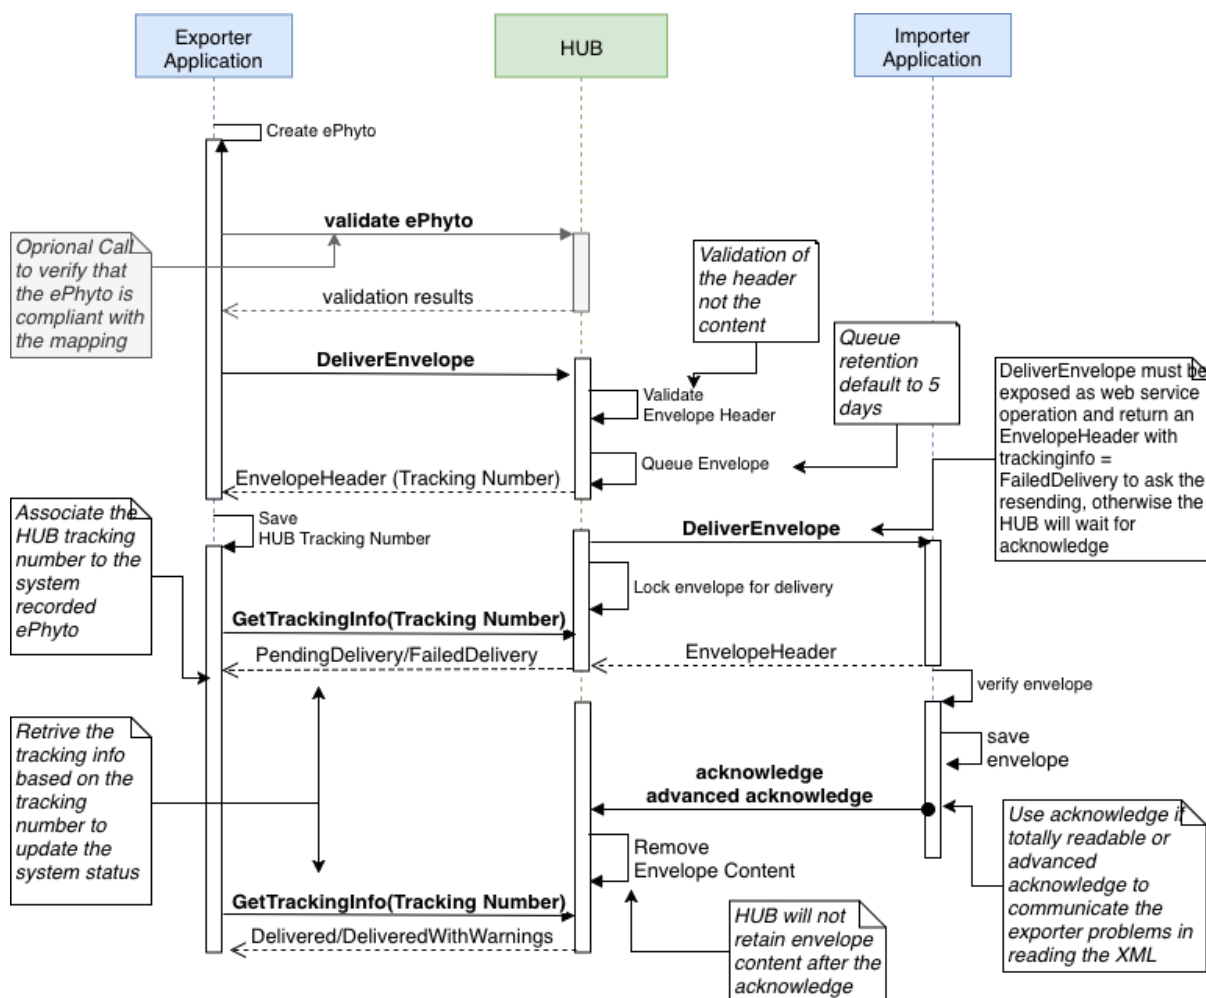 Exporter
Application
HUB
Importer
Application
Create ePhyto
validate ePhyto
Oprional Call
to verify that
the ePhyto is
compliant with
the mapping
validation results
Validation of
the header
not the
content
DeliverEnvelope
Validate
Envelope Header
Queue
retention
default to 5
days
DeliverEnvelope must be
exposed as web service
operation and return an
EnvelopeHeader with
trackinginfo =
FailedDelivery to ask the
resending, otherwise the
HUB will wait for
acknowledge
Queue Envelope
EnvelopeHeader (Tracking Number)
Associate the
HUB tracking
number to the
system
recorded
ePhyto
Save
HUB Tracking Number
DeliverEnvelope
Lock envelope for delivery
GetTrackingInfo(Tracking Number)
PendingDelivery/FailedDelivery
EnvelopeHeader
verify envelope
Retrive the
tracking info
based on the
tracking
number to
update the
system status
save
envelope
acknowledge
advanced acknowledge
Use acknowledge if
totally readable or
advanced
acknowledge to
communicate the
exporter problems in
reading the XML
Remove
Envelope Content
GetTrackingInfo(Tracking Number)
Delivered/DeliveredWithWarnings
HUB will not
retain envelope
content after the
acknowledge